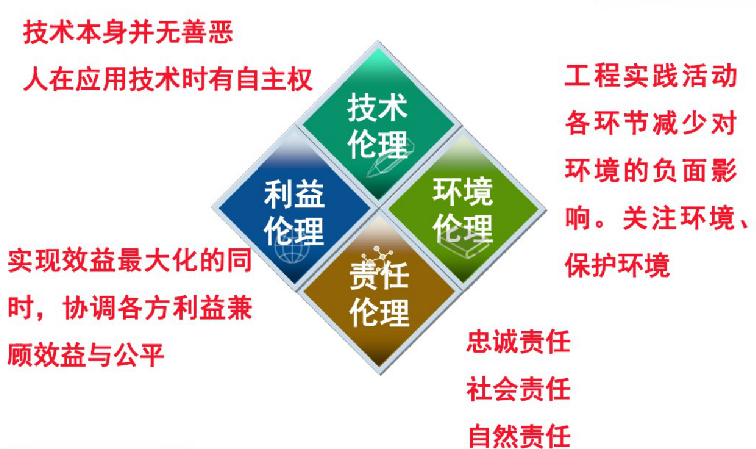 技术本身并无善恶
人在应用技术时有自主权
技术
伦理
工程实践活动
各环节减少对
环境的负面影
响。关注环境、
保护环境
利益
伦理
环境
伦理
实现效益最大化的同
时，协调各方利益兼
顾效益与公平
责任
伦理
忠诚责任
社会责任
自然责任